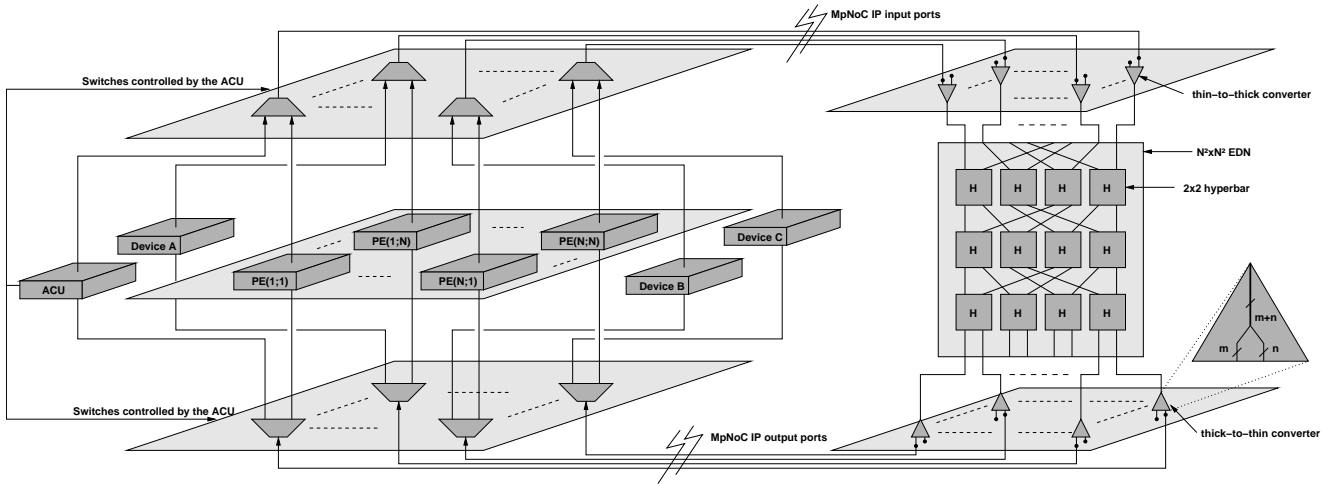 MpNoC IP input ports
Switches controlled by the ACU
thin−to−thick converter
N²xN² EDN
H H H H
2x2 hyperbar
Device A
PE(1;N)
PE(N;N)
Device C
ACU
PE(1;1)
PE(N;1)
Device B
H H H H
H H H H
m+n
m n
Switches controlled by the ACU
MpNoC IP output ports
thick−to−thin converter